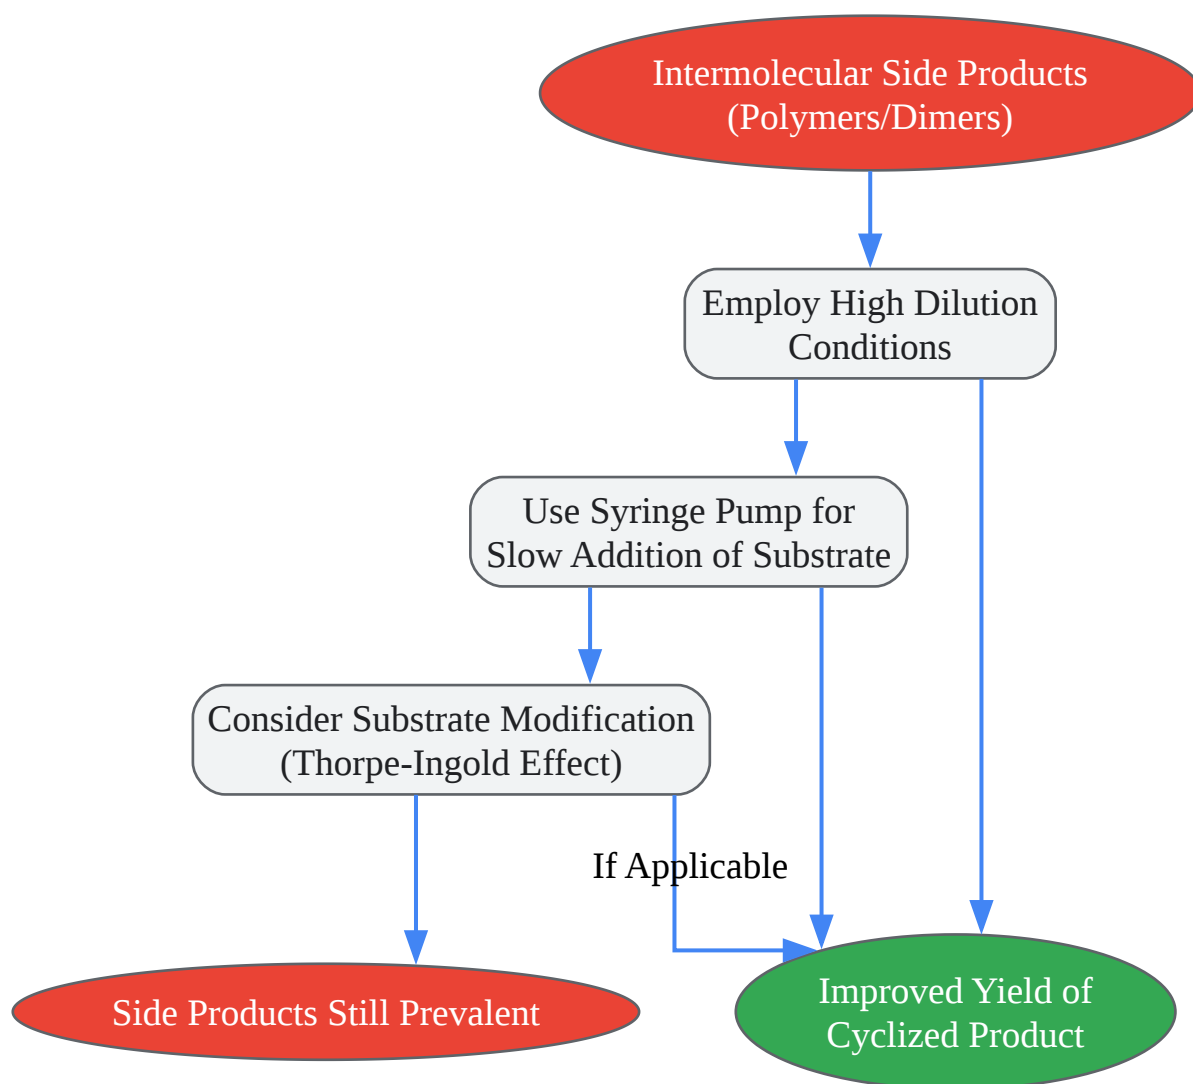 Intermolecular Side Products
(Polymers/Dimers)
Employ High Dilution
Conditions
Use Syringe Pump for
Slow Addition of Substrate
Consider Substrate Modification
(Thorpe-Ingold Effect)
If Applicable
Side Products Still Prevalent
Improved Yield of
Cyclized Product